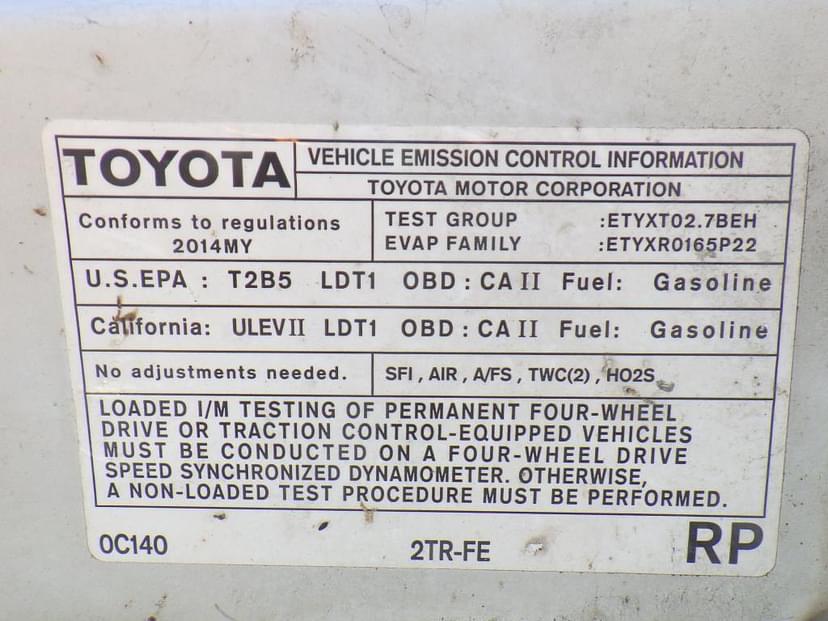 TOYOTA
VEHICLE EMISSION CONTROL INFORMATION
TOYOTA MOTOR CORPORATION
Conforms to regulations
2014MY
TEST GROUP :ETYXT02.7BEH
EVAP FAMILY :ETYXR0165P22
U.S.EPA : T2B5 LDT1 OBD : CA II Fuel: Gasoline
California: ULEV II LDT1 OBD : CA II Fuel: Gasoline
No adjustments needed.
SFI , AIR , A/FS , TWC(2) , HO2S
LOADED I/M TESTING OF PERMANENT FOUR-WHEEL
DRIVE OR TRACTION CONTROL-EQUIPPED VEHICLES
MUST BE CONDUCTED ON A FOUR-WHEEL DRIVE
SPEED SYNCHRONIZED DYNAMOMETER. OTHERWISE,
A NON-LOADED TEST PROCEDURE MUST BE PERFORMED.
0C140 2TR-FE RP